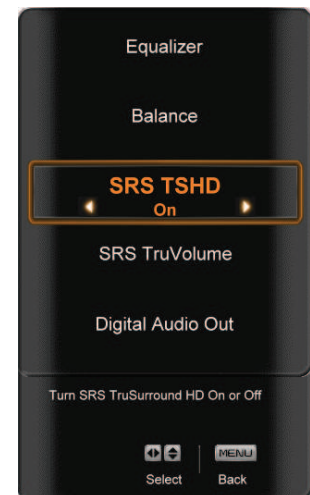 Equalizer
Balance
SRS TSHD
On
SRS TruVolume
Digital Audio Out
Turn SRS TruSurround HD On or Off
MENU
Select Back